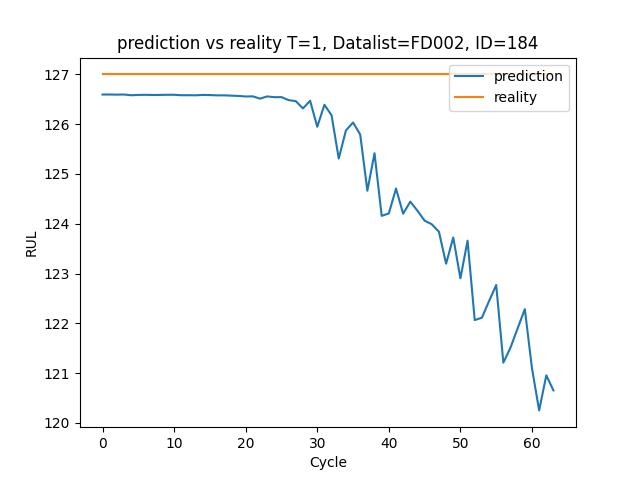 prediction vs reality T=1, Datalist=FD002, ID=184
prediction
reality
127
126
125
124
123
122
121
120
RUL
0 10 20 30 40 50 60
Cycle